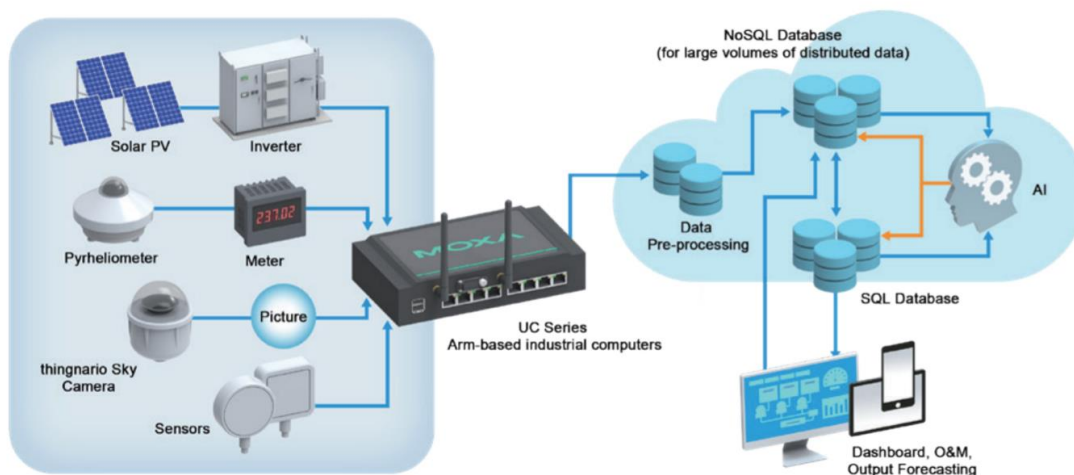 Solar PV
Inverter
Pyrheliometer
237.02
Meter
thingnario Sky
Camera
Picture
Sensors
MOXA
UC Series
Arm-based industrial computers
NoSQL Database
(for large volumes of distributed data)
Data
Pre-processing
AI
SQL Database
Dashboard, O&M,
Output Forecasting